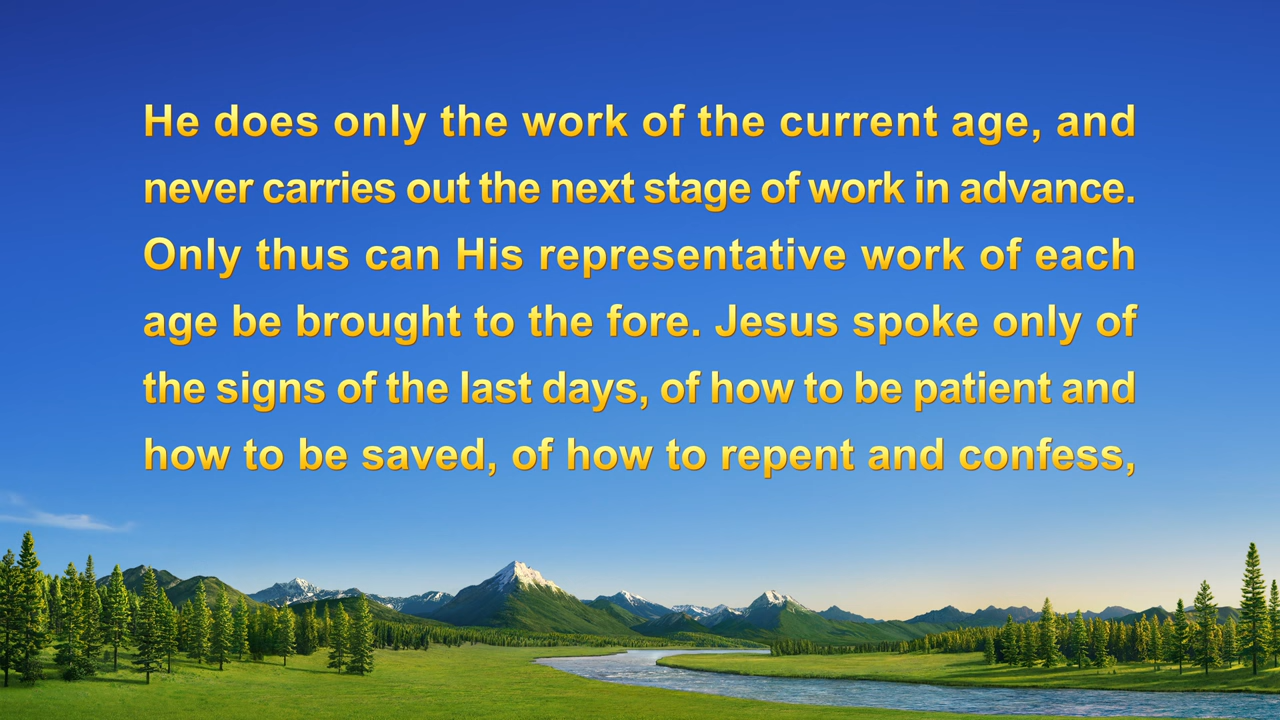 He does only the work of the current age, and
never carries out the next stage of work in advance.
Only thus can His representative work of each
age be brought to the fore. Jesus spoke only of
the signs of the last days, of how to be patient and
how to be saved, of how to repent and confess,